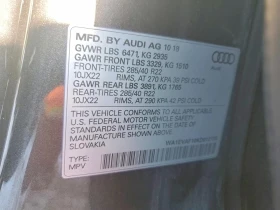 MFD. BY AUDI AG 10 19
GVWR LBS 6471, KG 2935
GAWR FRONT LBS 3329, KG 1510
FRONT-TIRES 285/40 R22
10JX22 RIMS, AT 270 KPA 39 PSI COLD
GAWR REAR LBS 3891, KG 1765
REAR-TIRES 285/40 R22
10JX22 RIMS, AT 290 KPA 42 PSI COLD
THIS VEHICLE CONFORMS TO ALL APPLICABLE
U.S. FEDERAL MOTOR VEHICLE SAFETY STANDARDS
IN EFFECT ON THE DATE OF MANUFACTURE
SHOWN ABOVE.
SLOVAKIA
TYPE:
MPV
Audi